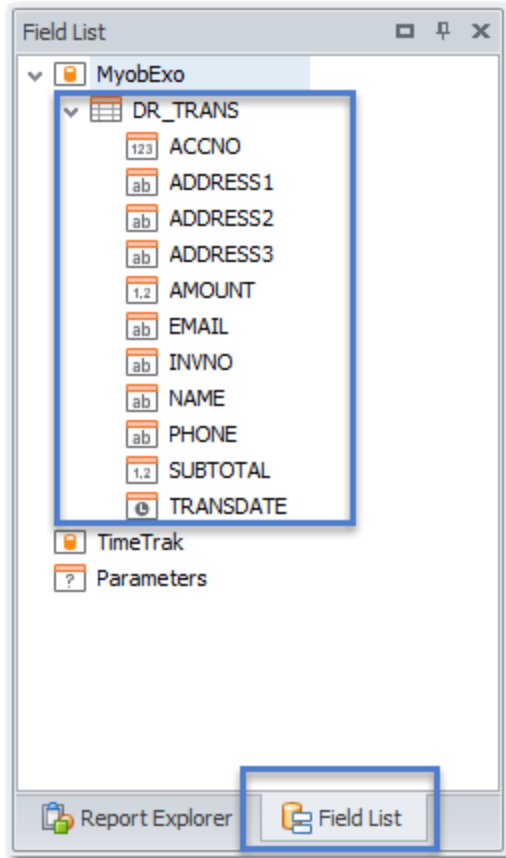 Field List
MyobExo
DR_TRANS
123 ACCNO
ab ADDRESS1
ab ADDRESS2
ab ADDRESS3
1,2 AMOUNT
ab EMAIL
ab INVNO
ab NAME
ab PHONE
1,2 SUBTOTAL
TRANSDATE
TimeTrak
? Parameters
Report Explorer Field List